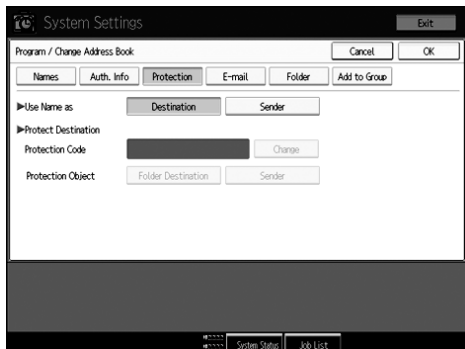 System Settings Exit
Program / Change Address Book Cancel OK
Names Auth. Info Protection E-mail Folder Add to Group
▶Use Name as Destination Sender
▶Protect Destination
Protection Code Change
Protection Object Folder Destination Sender
System Status Job List